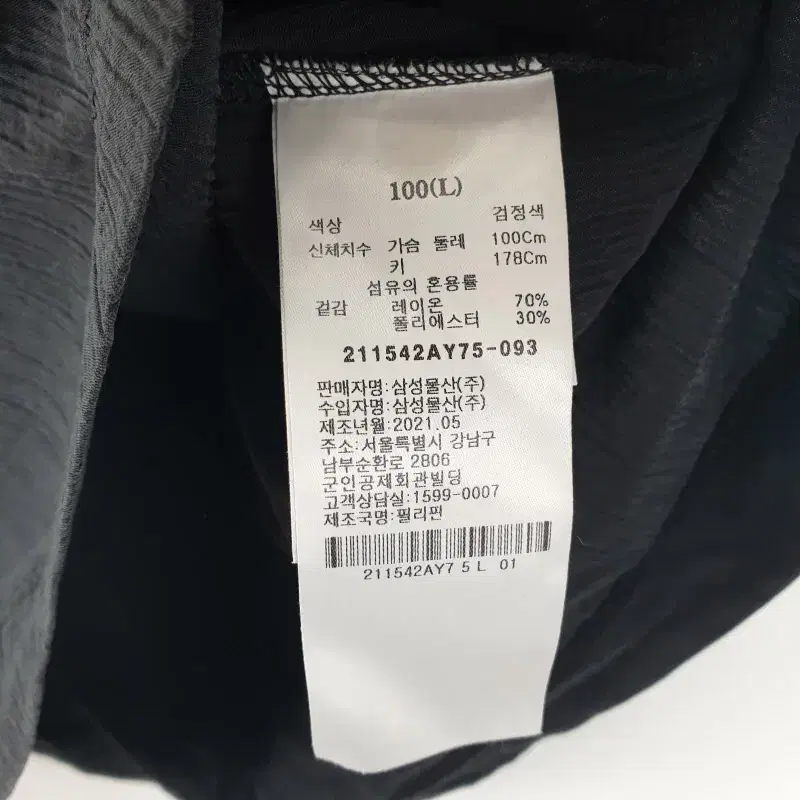 100(L)
색상 검정색
신체치수 가슴 둘레 100Cm
키 178Cm
섬유의 혼용률
겉감 레이온 70%
폴리에스터 30%
211542AY75-093
판매자명:삼성물산(주)
수입자명:삼성물산(주)
제조년월:2021.05
주소:서울특별시 강남구
남부순환로 2806
군인공제회관빌딩
고객상담실:1599-0007
제조국명:필리핀
211542AY7 5 L 01